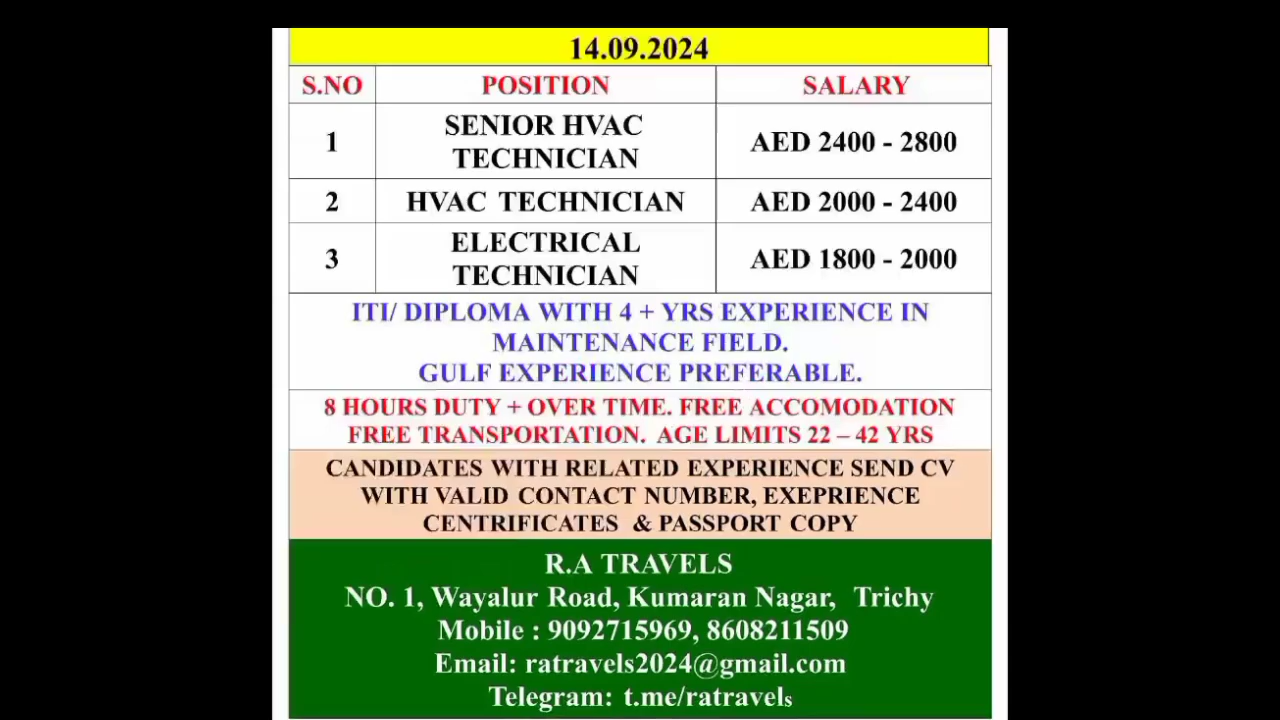 14.09.2024
S.NO POSITION SALARY
1 SENIOR HVAC TECHNICIAN AED 2400 - 2800
2 HVAC TECHNICIAN AED 2000 - 2400
3 ELECTRICAL TECHNICIAN AED 1800 - 2000
ITI/ DIPLOMA WITH 4 + YRS EXPERIENCE IN
MAINTENANCE FIELD.
GULF EXPERIENCE PREFERABLE.
8 HOURS DUTY + OVER TIME. FREE ACCOMODATION
FREE TRANSPORTATION. AGE LIMITS 22 – 42 YRS
CANDIDATES WITH RELATED EXPERIENCE SEND CV
WITH VALID CONTACT NUMBER, EXEPRIENCE
CENTRIFICATES & PASSPORT COPY
R.A TRAVELS
NO. 1, Wayalur Road, Kumaran Nagar, Trichy
Mobile : 9092715969, 8608211509
Email: ratravels2024@gmail.com
Telegram: t.me/ratravels